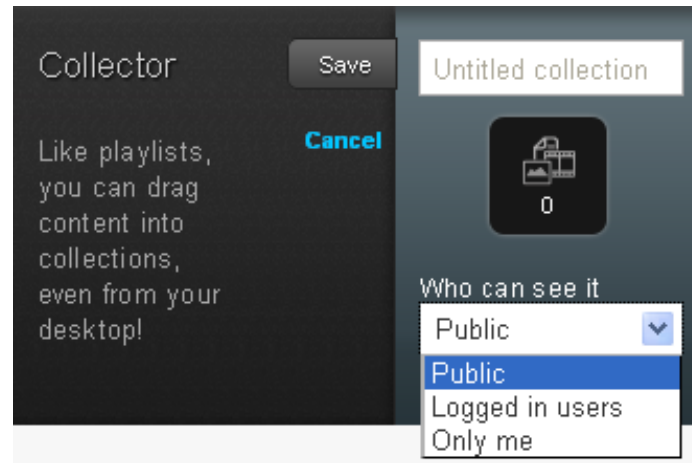 Collector
Save
Cancel
Like playlists,
you can drag
content into
collections,
even from your
desktop!
Untitled collection
0
Who can see it
Public
Public
Logged in users
Only me